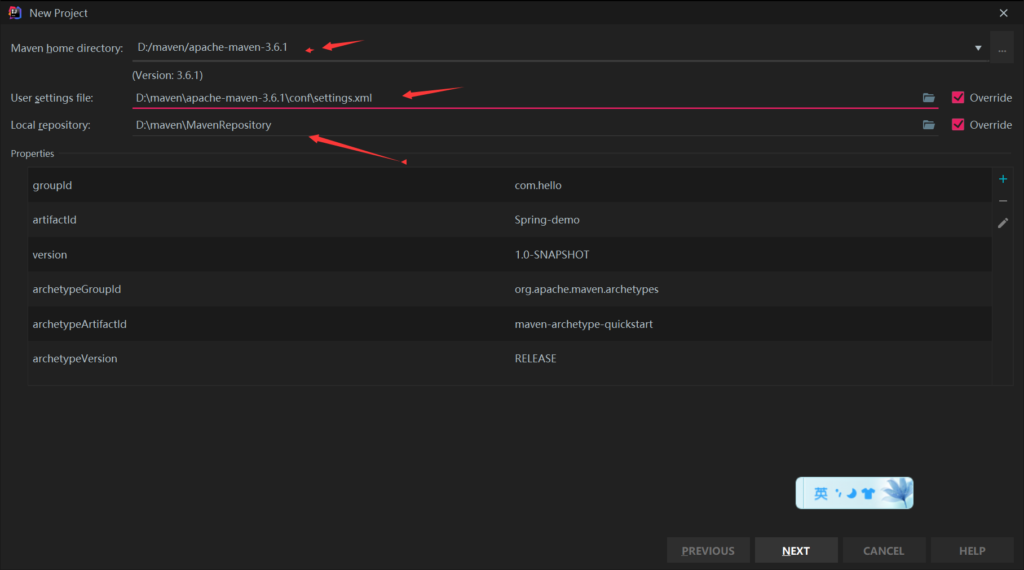 New Project
Maven home directory: D:/maven/apache-maven-3.6.1 ...
(Version: 3.6.1)
User settings file: D:\maven\apache-maven-3.6.1\conf\settings.xml Override
Local repository: D:\maven\MavenRepository Override
Properties
groupId com.hello
artifactId Spring-demo
version 1.0-SNAPSHOT
archetypeGroupId org.apache.maven.archetypes
archetypeArtifactId maven-archetype-quickstart
archetypeVersion RELEASE
英
PREVIOUS NEXT CANCEL HELP